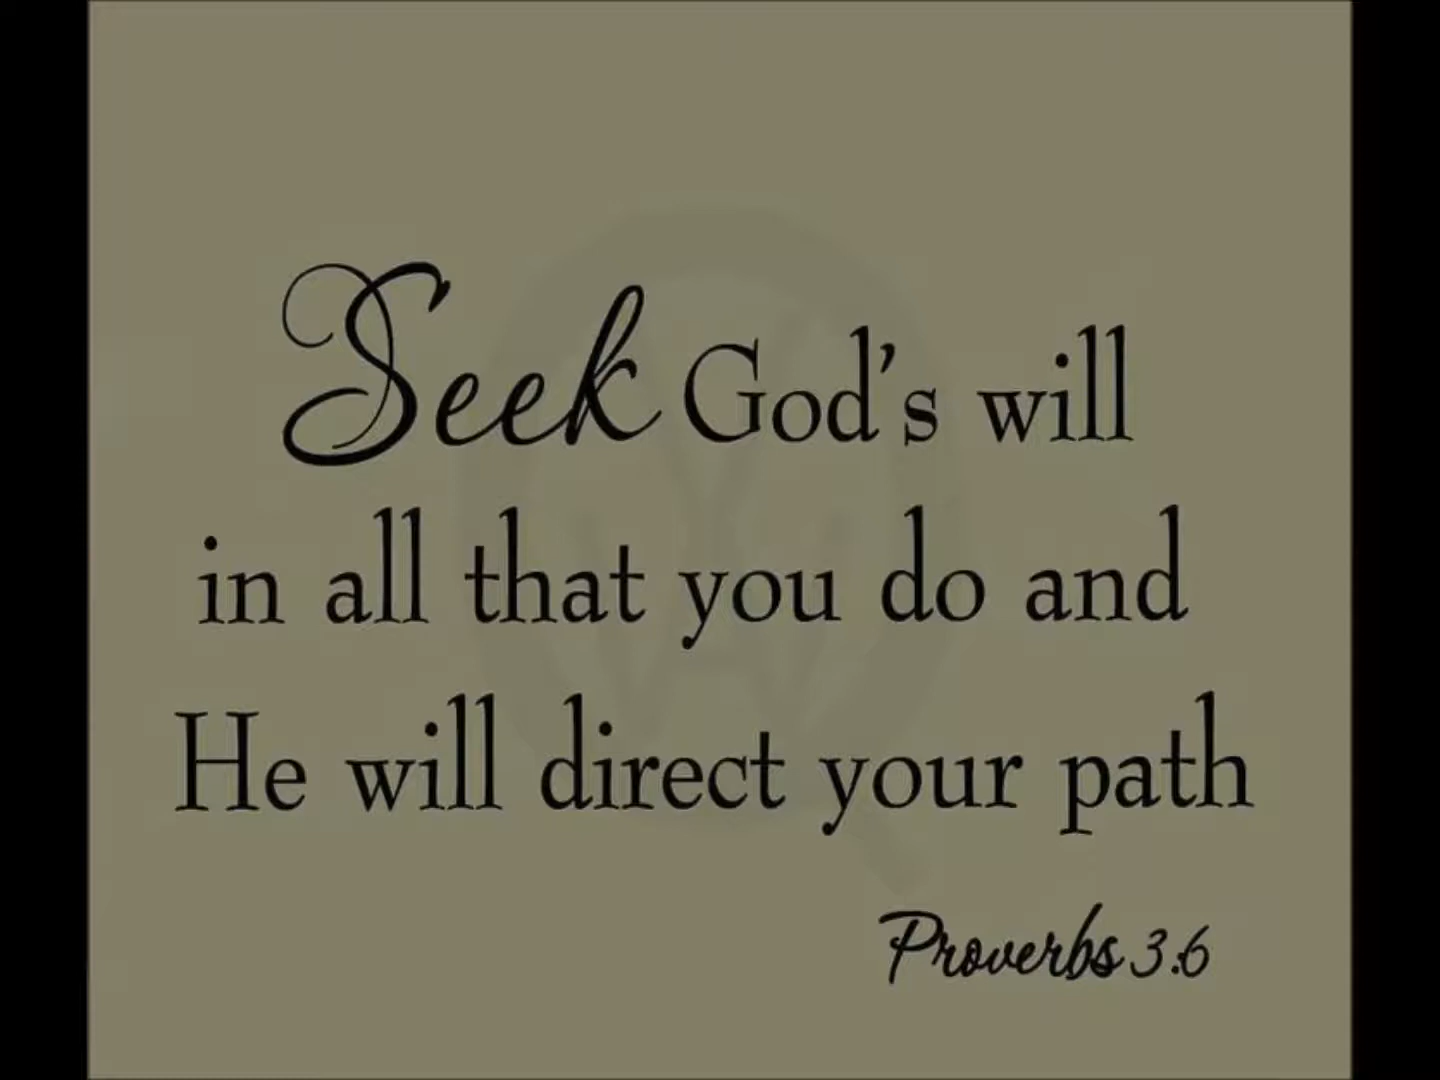 Seek God's will
in all that you do and
He will direct your path
Proverbs 3:6